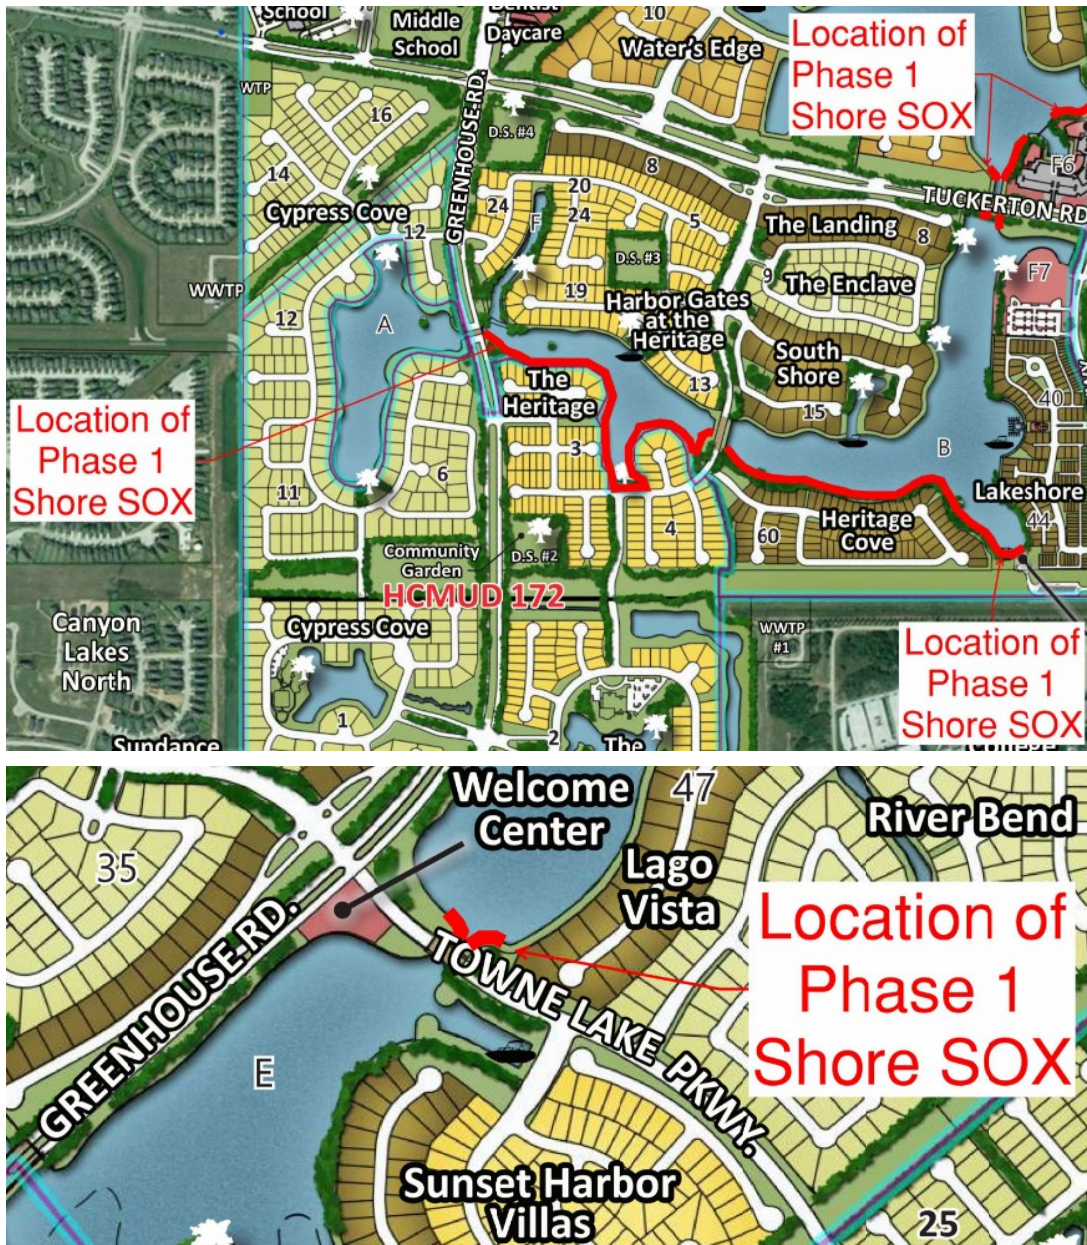 School
Middle
School
Dentist
Daycare
10
Water's Edge
Location of
Phase 1
Shore SOX
WTP
16
GREENHOUSE RD.
D.S. #4
8
F6
14
20
TUCKERTON RD
Cypress Cove
24
F
24
5
The Landing
12
8
D.S. #3
WWTP
A
9
The Enclave
F7
19
Harbor Gates
at the
Heritage
12
South
Shore
The
Heritage
13
15
40
Location of
Phase 1
Shore SOX
3
B
6
11
Lakeshore
4
60
Heritage
Cove
44
Community
Garden
D.S. #2
HCMUD 172
Canyon
Lakes
North
Cypress Cove
WWTP
#1
Location of
Phase 1
Shore SOX
1
2
The
Sundance
College
Welcome
Center
47
River Bend
35
Lago
Vista
Location of
Phase 1
Shore SOX
GREENHOUSE RD.
TOWNE LAKE PKWY.
E
Sunset Harbor
Villas
25